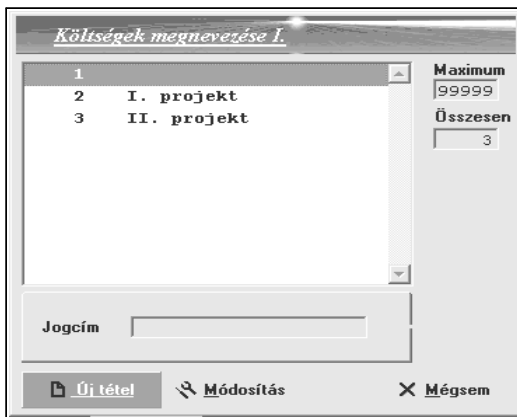 Költségek megnevezése I.
1
2 I. projekt
3 II. projekt
Maximum
99999
Összesen
3
Jogcím
Új tétel Módosítás Mégsem